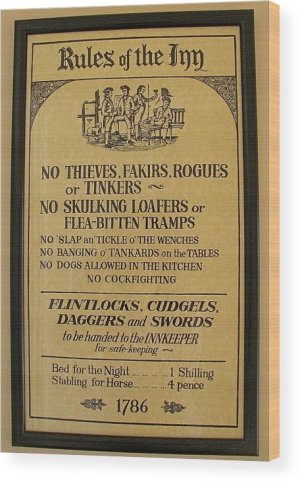 Rules of the Inn
NO THIEVES, FAKIRS, ROGUES
or TINKERS ~
NO SKULKING LOAFERS or
FLEA-BITTEN TRAMPS
NO 'SLAP an' TICKLE o' THE WENCHES
NO BANGING o' TANKARDS on the TABLES
NO DOGS ALLOWED IN THE KITCHEN
NO COCKFIGHTING
FLINTLOCKS, CUDGELS,
DAGGERS and SWORDS
to be handed to the INNKEEPER
for safe-keeping ~
Bed for the Night ... ... ... 1 Shilling
Stabling for Horse... ... ... 4 pence
1786